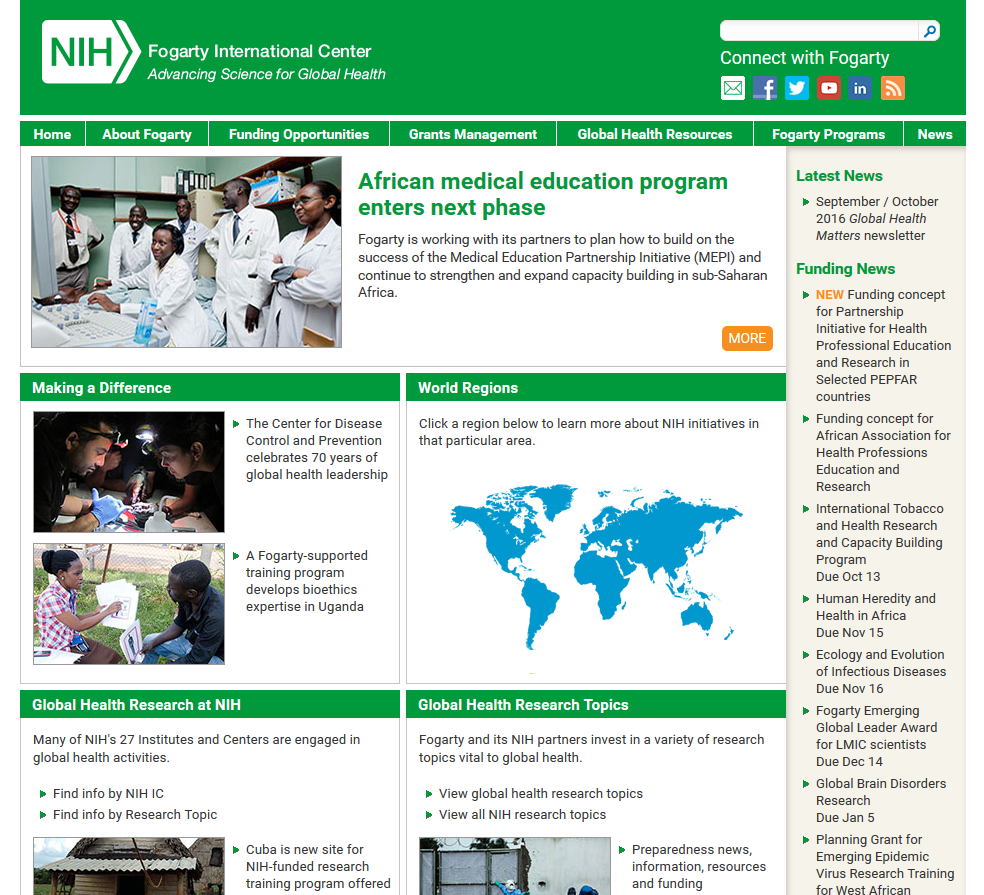 NIH
Fogarty International Center
Advancing Science for Global Health
Connect with Fogarty
Home
About Fogarty
Funding Opportunities
Grants Management
Global Health Resources
Fogarty Programs
News
African medical education program
enters next phase
Fogarty is working with its partners to plan how to build on the
success of the Medical Education Partnership Initiative (MEPI) and
continue to strengthen and expand capacity building in sub-Saharan
Africa.
MORE
Making a Difference
The Center for Disease
Control and Prevention
celebrates 70 years of
global health leadership
A Fogarty-supported
training program
develops bioethics
expertise in Uganda
World Regions
Click a region below to learn more about NIH initiatives in
that particular area.
Global Health Research at NIH
Many of NIH's 27 Institutes and Centers are engaged in
global health activities.
Find info by NIH IC
Find info by Research Topic
Cuba is new site for
NIH-funded research
training program offered
Global Health Research Topics
Fogarty and its NIH partners invest in a variety of research
topics vital to global health.
View global health research topics
View all NIH research topics
Preparedness news,
information, resources
and funding
Latest News
September / October
2016 Global Health
Matters newsletter
Funding News
NEW Funding concept
for Partnership
Initiative for Health
Professional Education
and Research in
Selected PEPFAR
countries
Funding concept for
African Association for
Health Professions
Education and
Research
International Tobacco
and Health Research
and Capacity Building
Program
Due Oct 13
Human Heredity and
Health in Africa
Due Nov 15
Ecology and Evolution
of Infectious Diseases
Due Nov 16
Fogarty Emerging
Global Leader Award
for LMIC scientists
Due Dec 14
Global Brain Disorders
Research
Due Jan 5
Planning Grant for
Emerging Epidemic
Virus Research Training
for West African